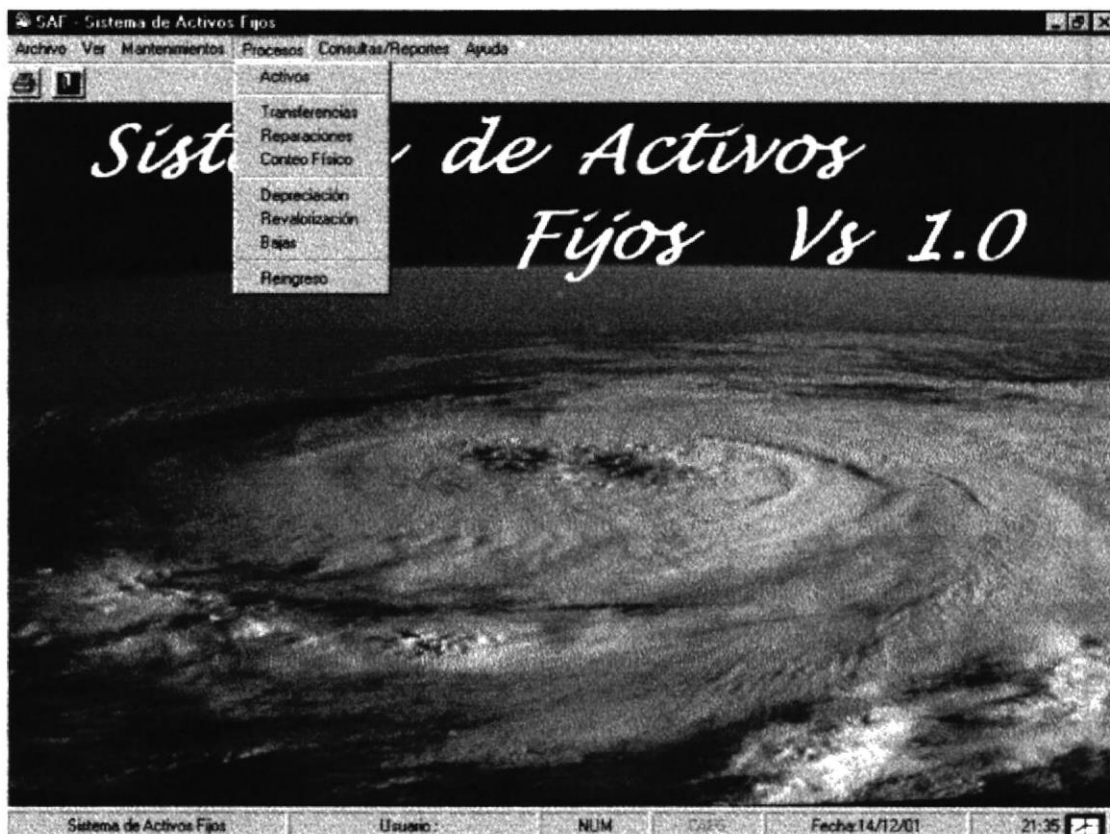 SAF - Sistema de Activos Fijos
Archivo Ver Mantenimientos Procesos Consultas/Reportes Ayuda
Activos
Transferencias
Reparaciones
Conteo Físico
Depreciación
Revalorización
Bajas
Reingreso
Sist de Activos
Fijos Vs 1.0
Sistema de Activos Fijos Usuario : NUM CAPS Fecha:14/12/01 21:35